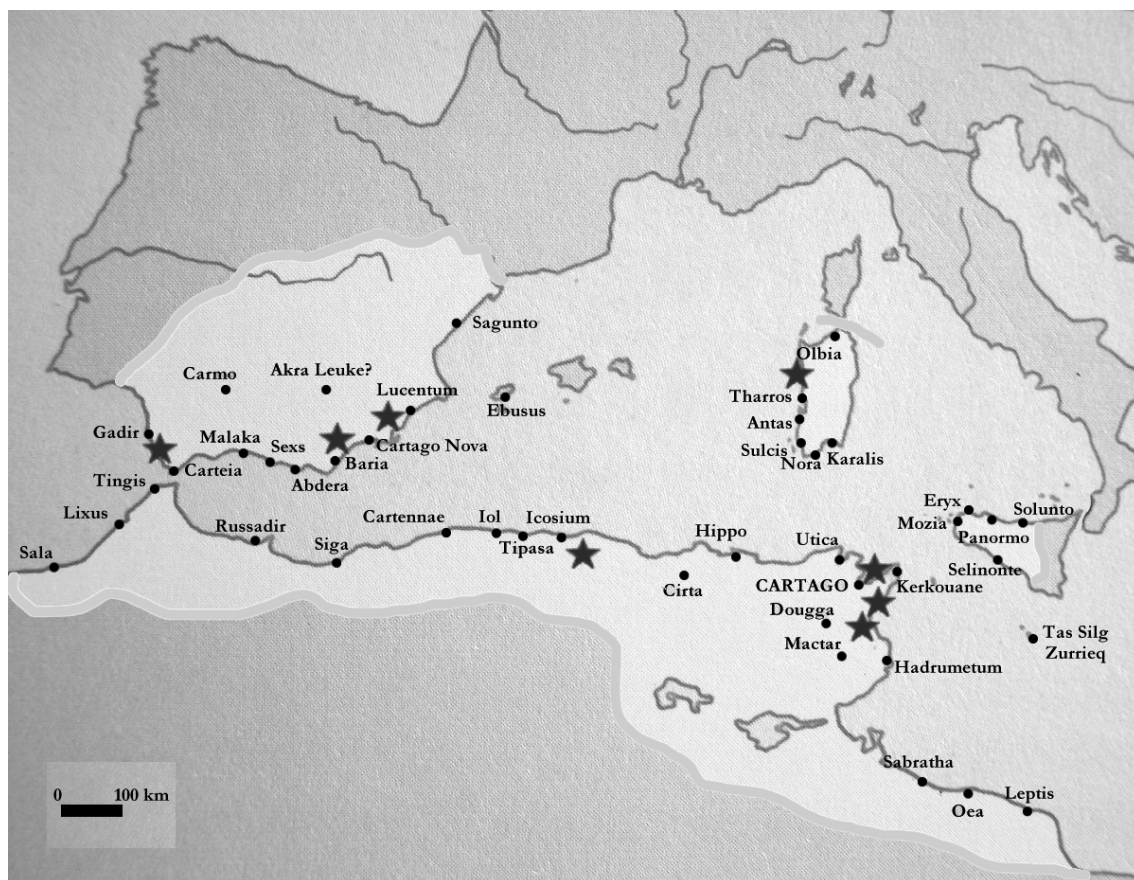 Sagunto
Olbia
Carmo
Akra Leuke?
Lucentum
Ebusus
Tharros
Antas
Gadir
Malaka
Sexs
Cartago Nova
Sulcis
Nora
Karalis
Carteia
Abdera
Baria
Tingis
Lixus
Russadir
Cartennae
Iol
Icosium
Tipasa
Hippo
Utica
Eryx
Mozia
Solunto
Panormo
Selinonte
Sala
Siga
Cirta
CARTAGO
Kerkouane
Dougga
Mactar
Tas Silg
Zurrieq
Hadrumetum
Sabratha
Oea
Leptis
0 100 km